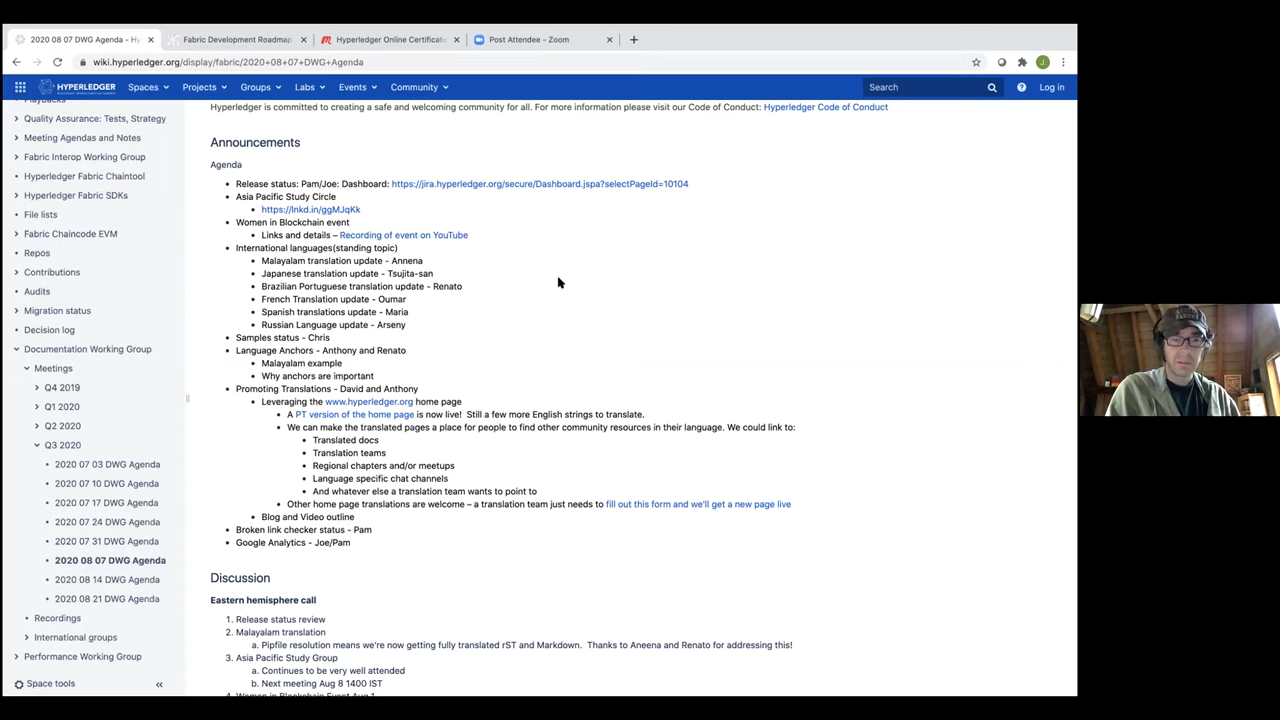 2020 08 07 DWG Agenda - Hy
Fabric Development Roadmap
Hyperledger Online Certificati
Post Attendee - Zoom
wiki.hyperledger.org/display/fabric/2020+08+07+DWG+Agenda
HYPERLEDGER
Spaces
Projects
Groups
Labs
Events
Community
Search
Log in
Playbacks
Quality Assurance: Tests, Strategy
Meeting Agendas and Notes
Fabric Interop Working Group
Hyperledger Fabric Chaintool
Hyperledger Fabric SDKs
File lists
Fabric Chaincode EVM
Repos
Contributions
Audits
Migration status
Decision log
Documentation Working Group
Meetings
Q4 2019
Q1 2020
Q2 2020
Q3 2020
2020 07 03 DWG Agenda
2020 07 10 DWG Agenda
2020 07 17 DWG Agenda
2020 07 24 DWG Agenda
2020 07 31 DWG Agenda
2020 08 07 DWG Agenda
2020 08 14 DWG Agenda
2020 08 21 DWG Agenda
Recordings
International groups
Performance Working Group
Space tools
Hyperledger is committed to creating a safe and welcoming community for all. For more information please visit our Code of Conduct: Hyperledger Code of Conduct
Announcements
Agenda
Release status: Pam/Joe: Dashboard: https://jira.hyperledger.org/secure/Dashboard.jspa?selectPageId=10104
Asia Pacific Study Circle
https://lnkd.in/ggMJqKk
Women in Blockchain event
Links and details – Recording of event on YouTube
International languages(standing topic)
Malayalam translation update - Annena
Japanese translation update - Tsujita-san
Brazilian Portuguese translation update - Renato
French Translation update - Oumar
Spanish translations update - Maria
Russian Language update - Arseny
Samples status - Chris
Language Anchors - Anthony and Renato
Malayalam example
Why anchors are important
Promoting Translations - David and Anthony
Leveraging the www.hyperledger.org home page
A PT version of the home page is now live! Still a few more English strings to translate.
We can make the translated pages a place for people to find other community resources in their language. We could link to:
Translated docs
Translation teams
Regional chapters and/or meetups
Language specific chat channels
And whatever else a translation team wants to point to
Other home page translations are welcome – a translation team just needs to fill out this form and we'll get a new page live
Blog and Video outline
Broken link checker status - Pam
Google Analytics - Joe/Pam
Discussion
Eastern hemisphere call
1. Release status review
2. Malayalam translation
a. Pipfile resolution means we're now getting fully translated rST and Markdown. Thanks to Aneena and Renato for addressing this!
3. Asia Pacific Study Group
a. Continues to be very well attended
b. Next meeting Aug 8 1400 IST
4. Women in Blockchain Event Aug 1